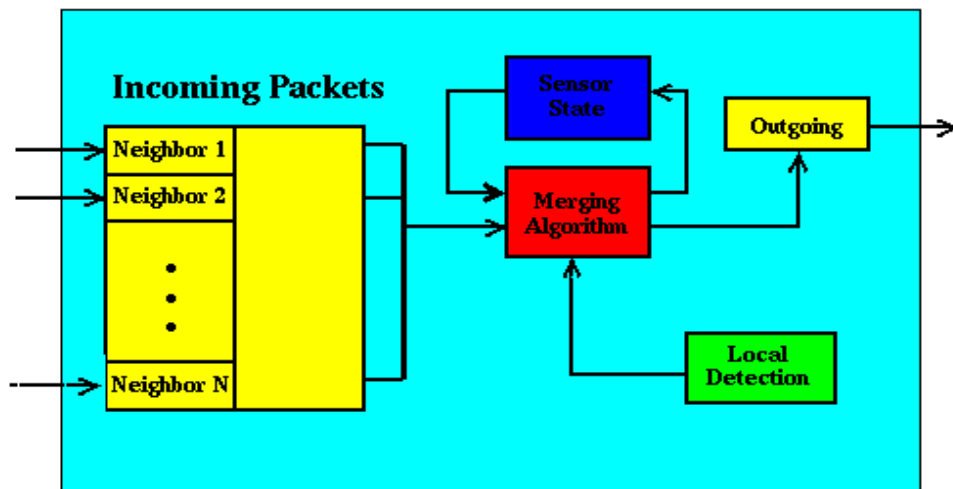 Incoming Packets
Neighbor 1
Neighbor 2
Neighbor N
Sensor
State
Merging
Algorithm
Outgoing
Local
Detection